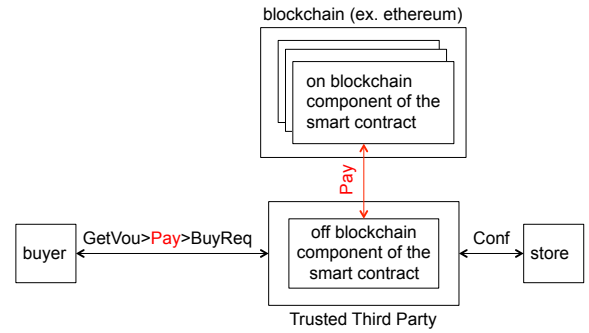 blockchain (ex. ethereum)
on blockchain
component of the
smart contract
Pay
buyer
GetVou>Pay>BuyReq
off blockchain
component of the
smart contract
Conf
store
Trusted Third Party